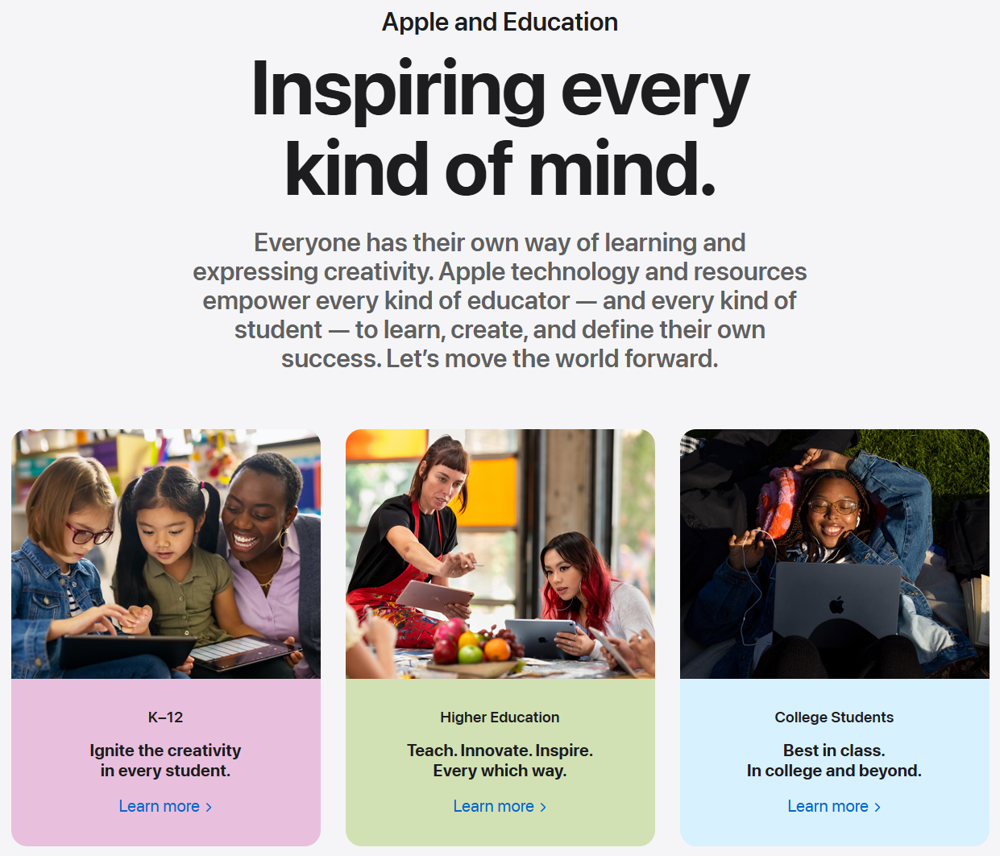 Apple and Education
Inspiring every
kind of mind.
Everyone has their own way of learning and
expressing creativity. Apple technology and resources
empower every kind of educator — and every kind of
student — to learn, create, and define their own
success. Let’s move the world forward.
K–12
Ignite the creativity
in every student.
Learn more >
Higher Education
Teach. Innovate. Inspire.
Every which way.
Learn more >
College Students
Best in class.
In college and beyond.
Learn more >